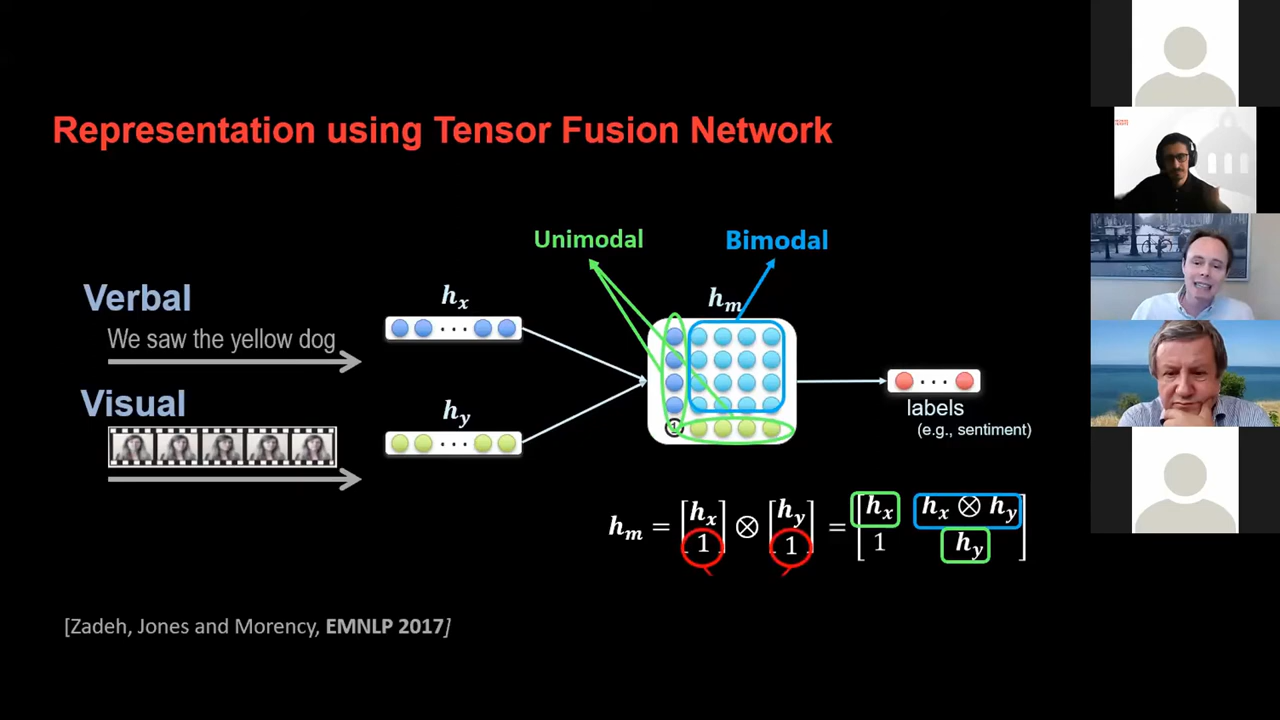 Representation using Tensor Fusion Network
Unimodal
Bimodal
Verbal
We saw the yellow dog
Visual
h_x
h_y
h_m
1
labels
(e.g., sentiment)
h_m = [h_x 1] ⊗ [h_y 1] = [h_x h_x ⊗ h_y 1 h_y]
[Zadeh, Jones and Morency, EMNLP 2017]